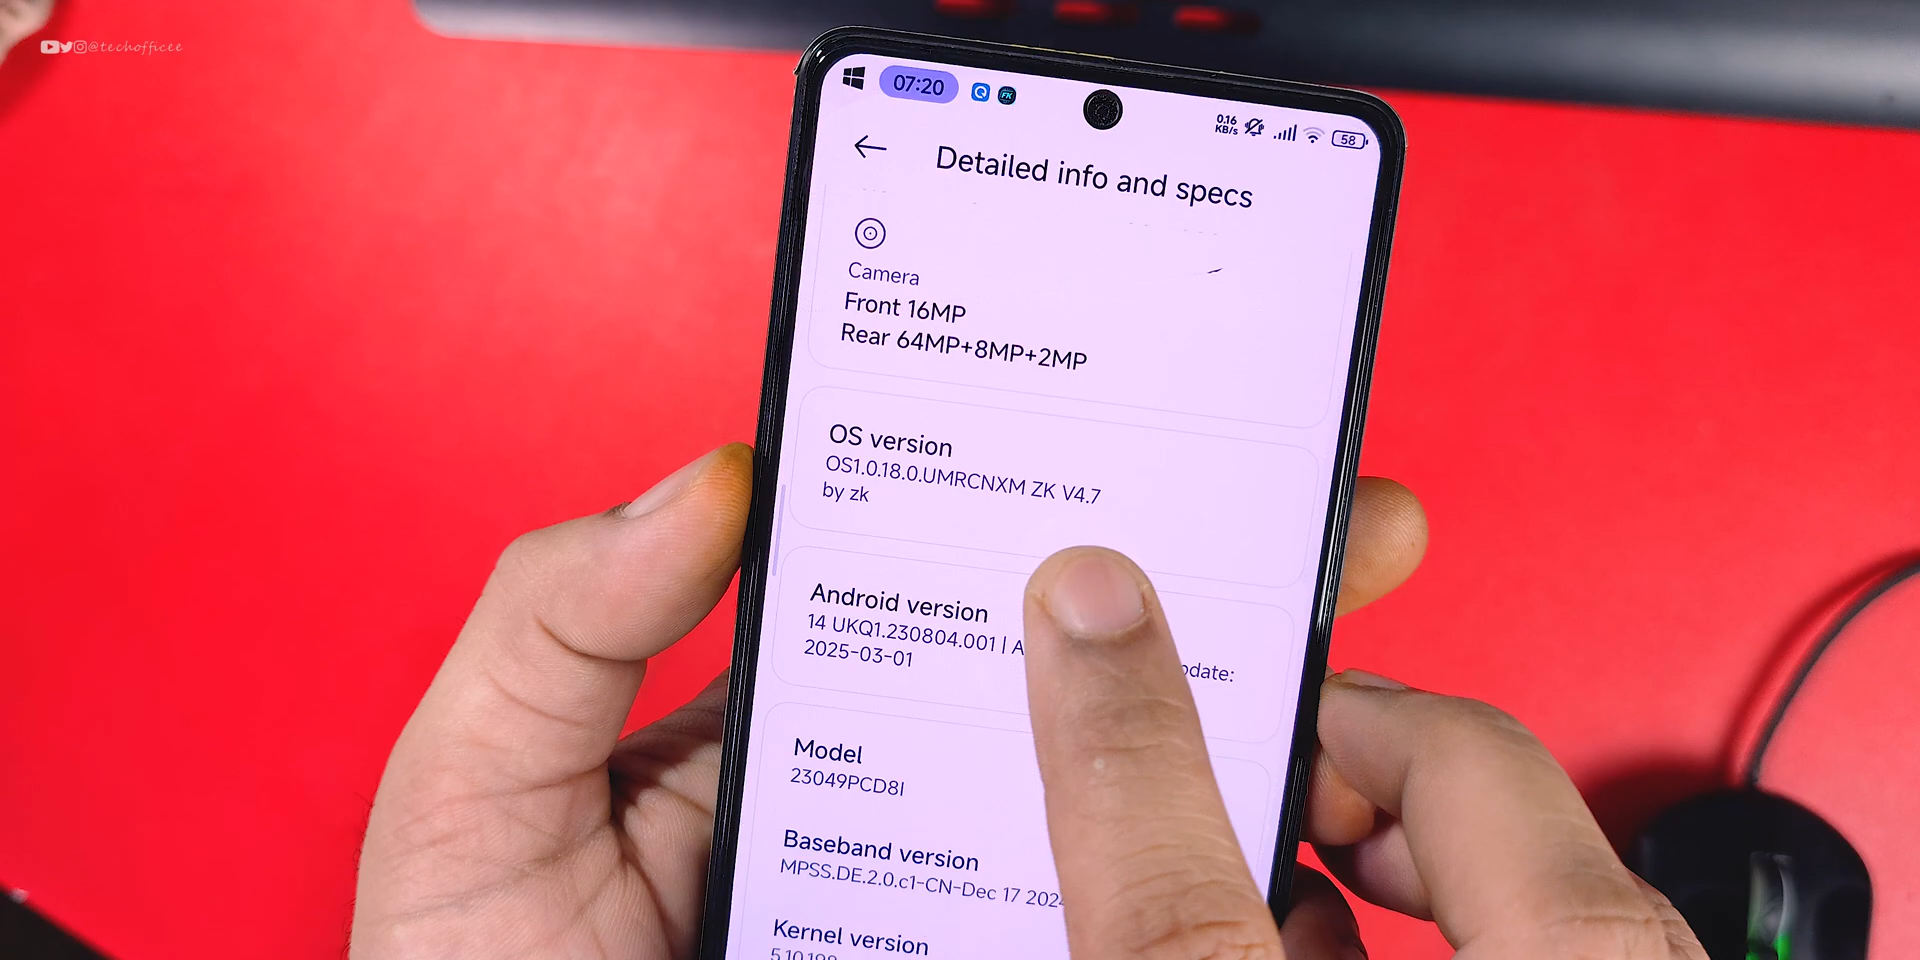 @techofficee
07:20
FK
0.16
KB/s
58
Detailed info and specs
Camera
Front 16MP
Rear 64MP+8MP+2MP
OS version
OS1.0.18.0.UMRCNXM ZK V4.7
by zk
Android version
14 UKQ1.230804.001 | A
date:
2025-03-01
Model
23049PCD8I
Baseband version
MPSS.DE.2.0.c1-CN-Dec 17 202
Kernel version